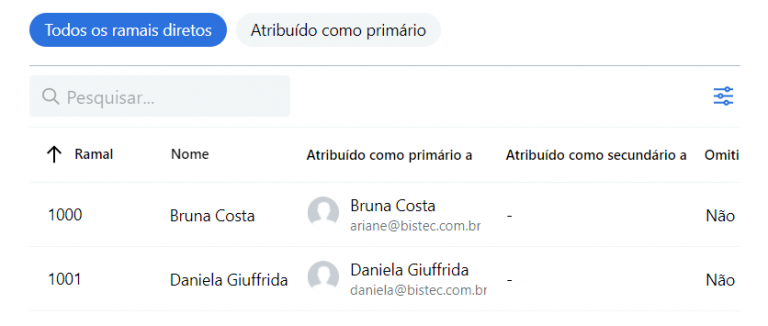 Todos os ramais diretos Atribuído como primário
Pesquisar...
Ramal Nome Atribuído como primário a Atribuído como secundário a Omiti
1000 Bruna Costa Bruna Costa - Não
ariane@bistec.com.br
1001 Daniela Giuffrida Daniela Giuffrida - Não
daniela@bistec.com.br